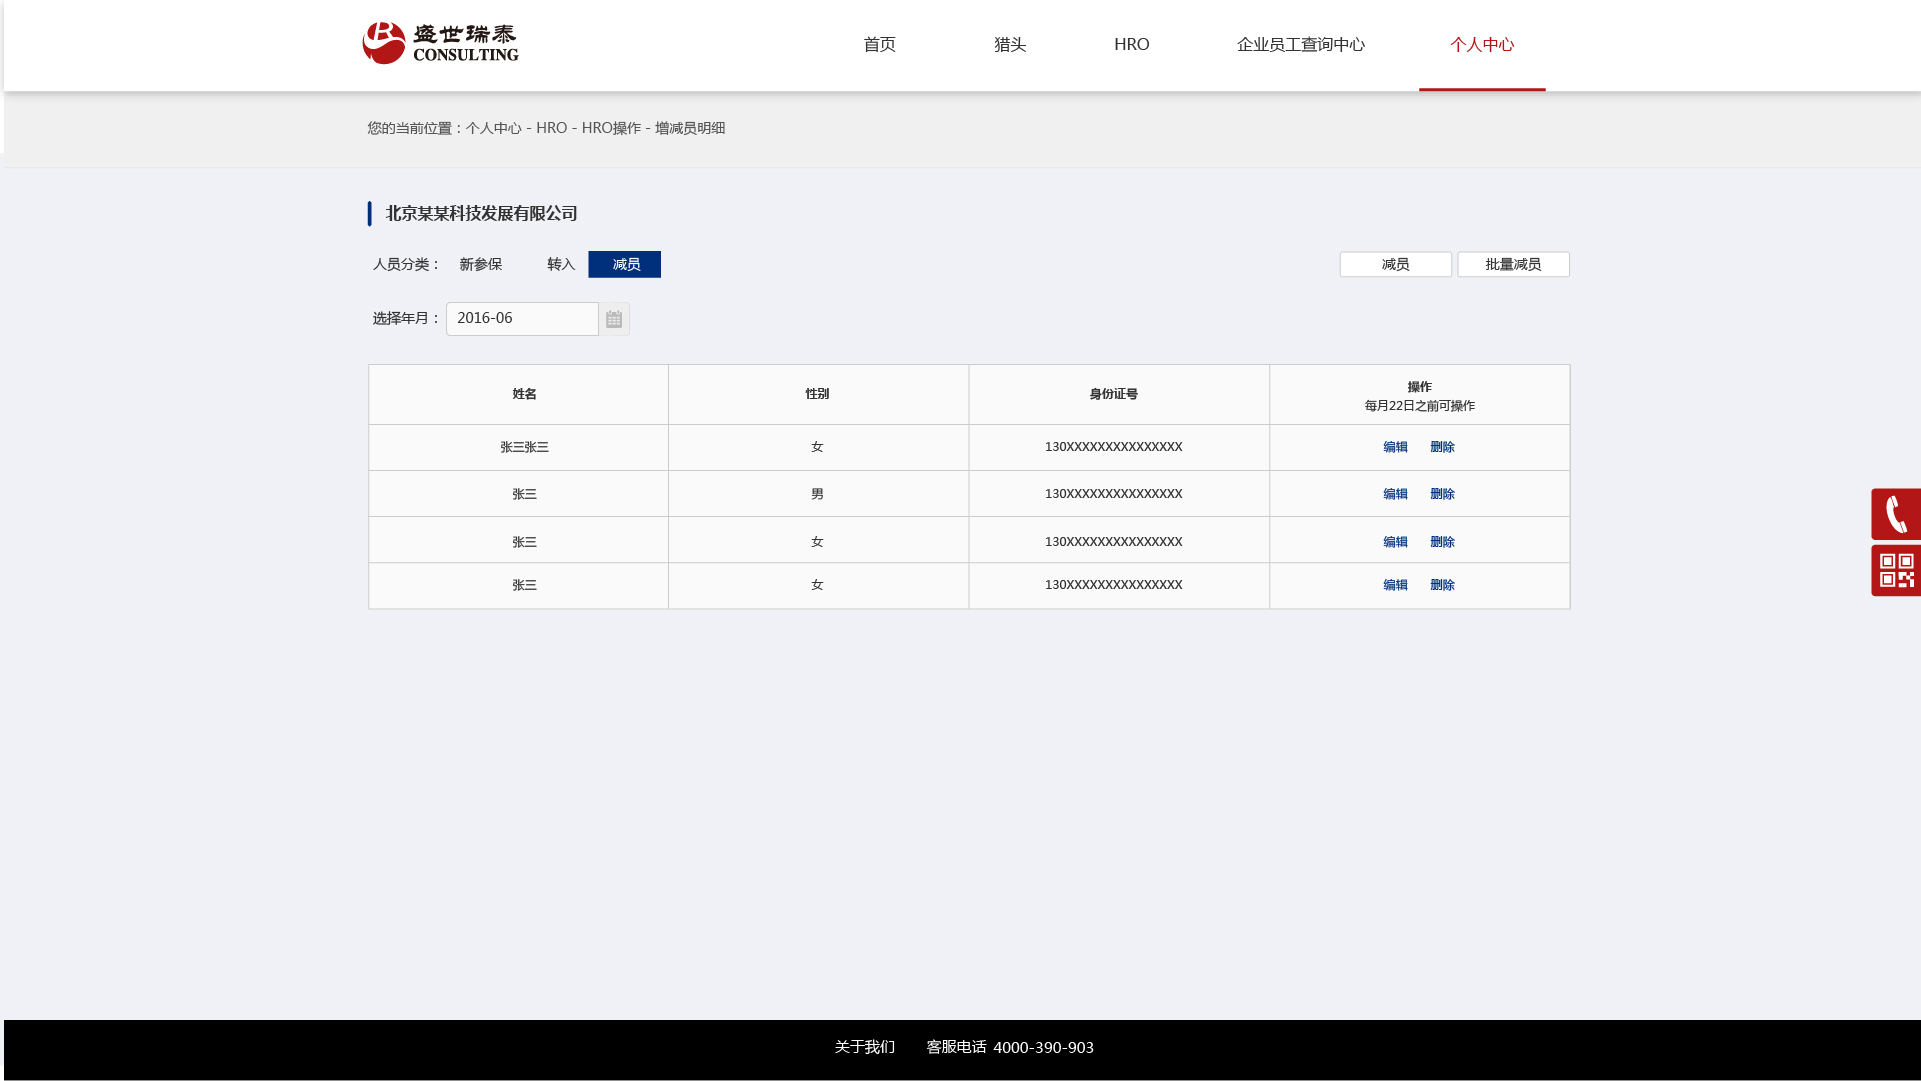 盛世瑞泰
CONSULTING
首页 猎头 HRO 企业员工查询中心 个人中心
您的当前位置：个人中心 - HRO - HRO操作 - 增减员明细
北京某某科技发展有限公司
人员分类： 新参保 转入 减员 减员 批量减员
选择年月： 2016-06
姓名 性别 身份证号 操作
每月22日之前可操作
张三张三 女 130XXXXXXXXXXXXXXX 编辑 删除
张三 男 130XXXXXXXXXXXXXXX 编辑 删除
张三 女 130XXXXXXXXXXXXXXX 编辑 删除
张三 女 130XXXXXXXXXXXXXXX 编辑 删除
关于我们 客服电话 4000-390-903